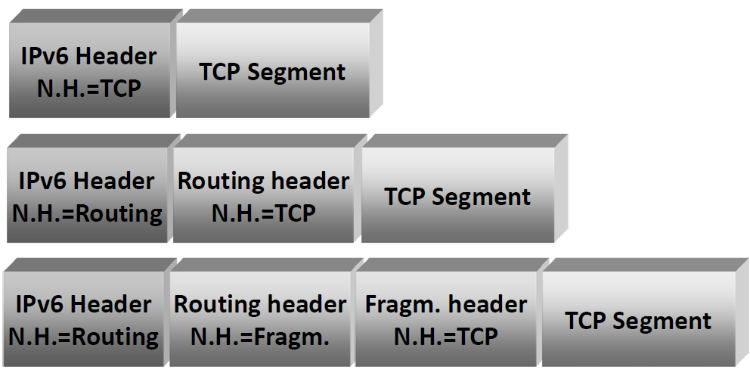 IPv6 Header
N.H.=TCP
TCP Segment
IPv6 Header
N.H.=Routing
Routing header
N.H.=TCP
TCP Segment
IPv6 Header
N.H.=Routing
Routing header
N.H.=Fragm.
Fragm. header
N.H.=TCP
TCP Segment